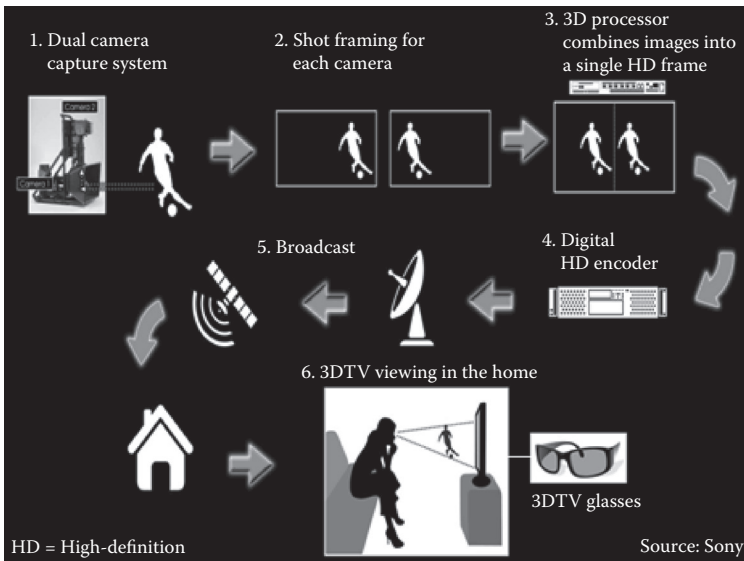 1. Dual camera
capture system
2. Shot framing for
each camera
3. 3D processor
combines images into
a single HD frame
Camera 2
Camera 1
4. Digital
HD encoder
5. Broadcast
6. 3DTV viewing in the home
3DTV glasses
HD = High-definition
Source: Sony